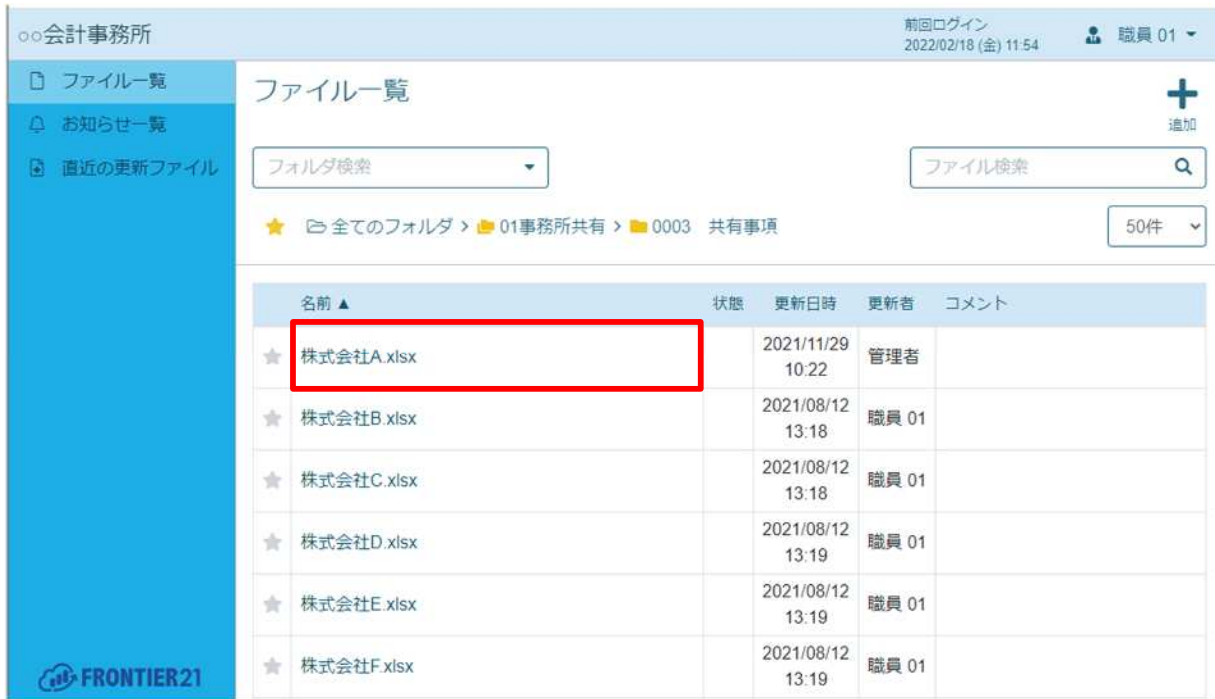 ○○会計事務所
前回ログイン
2022/02/18 (金) 11:54
職員 01
ファイル一覧
お知らせ一覧
直近の更新ファイル
ファイル一覧
追加
フォルダ検索
ファイル検索
全てのフォルダ > 01事務所共有 > 0003 共有事項
50件
名前▲ 状態 更新日時 更新者 コメント
株式会社A.xlsx 2021/11/29 10:22 管理者
株式会社B.xlsx 2021/08/12 13:18 職員 01
株式会社C.xlsx 2021/08/12 13:18 職員 01
株式会社D.xlsx 2021/08/12 13:19 職員 01
株式会社E.xlsx 2021/08/12 13:19 職員 01
株式会社F.xlsx 2021/08/12 13:19 職員 01
FRONTIER21